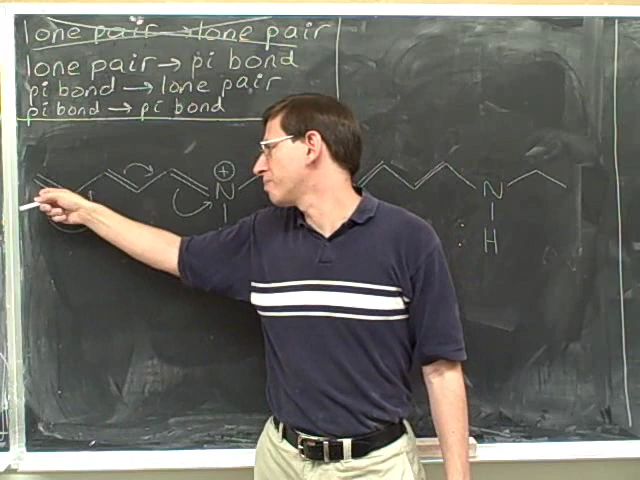 lone pair → lone pair
lone pair → pi bond
pi bond → lone pair
pi bond → pi bond
+
N
N
H